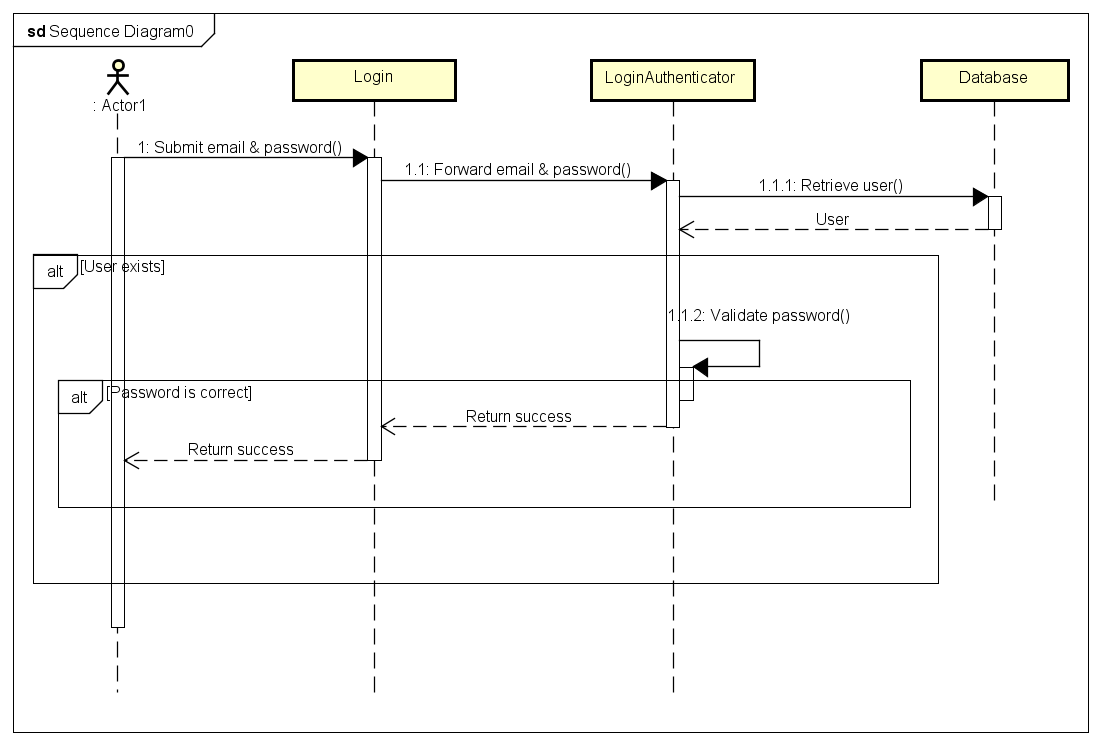 sd Sequence Diagram0
: Actor1
Login
LoginAuthenticator
Database
1: Submit email & password()
1.1: Forward email & password()
1.1.1: Retrieve user()
User
alt
[User exists]
1.1.2: Validate password()
alt
[Password is correct]
Return success
Return success